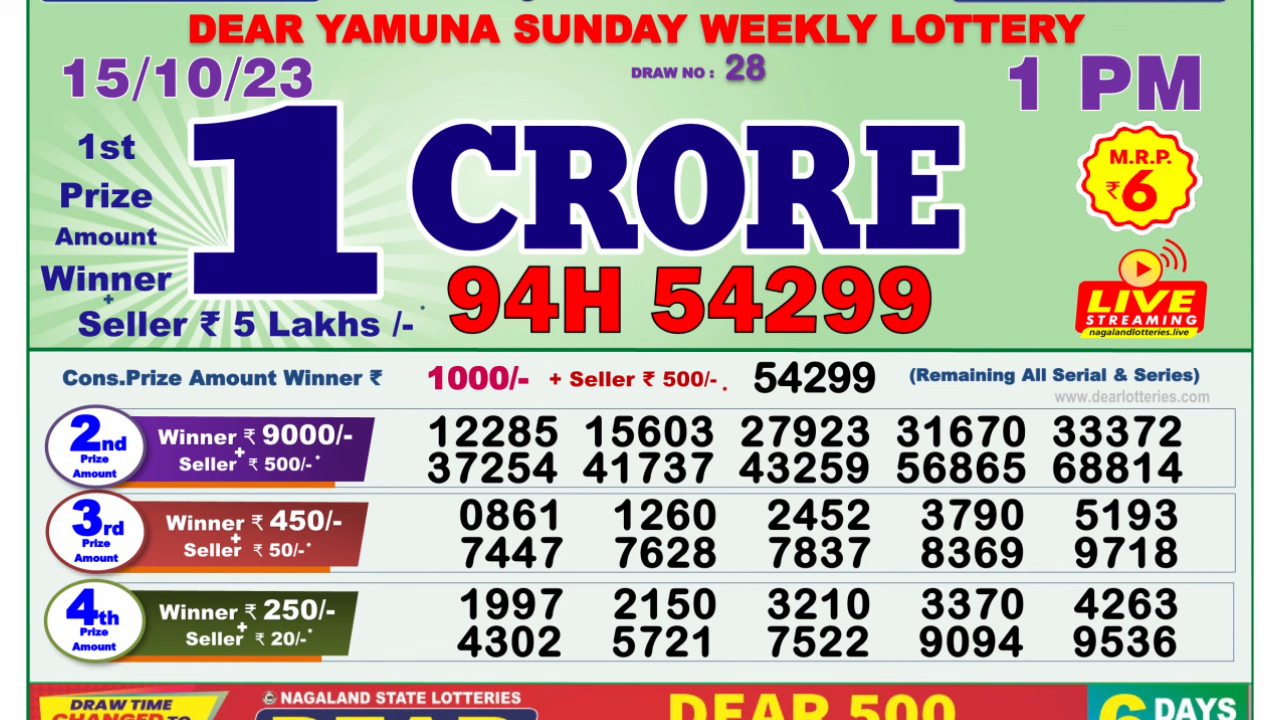 DEAR YAMUNA SUNDAY WEEKLY LOTTERY
15/10/23
DRAW NO : 28
1 PM
1st
Prize
Amount
Winner
+
Seller ₹ 5 Lakhs /-*
1 CRORE
94H 54299
M.R.P.
₹6
LIVE
STREAMING
nagalandlotteries.live
Cons.Prize Amount Winner ₹ 1000/- + Seller ₹ 500/- . 54299 (Remaining All Serial & Series)
www.dearlotteries.com
2nd
Prize
Amount
Winner ₹ 9000/-
+
Seller ₹ 500/-*
12285 15603 27923 31670 33372
37254 41737 43259 56865 68814
3rd
Prize
Amount
Winner ₹ 450/-
+
Seller ₹ 50/-*
0861 1260 2452 3790 5193
7447 7628 7837 8369 9718
4th
Prize
Amount
Winner ₹ 250/-
+
Seller ₹ 20/-*
1997 2150 3210 3370 4263
4302 5721 7522 9094 9536
DRAW TIME
CHANGED TO
NAGALAND STATE LOTTERIES
DEAR
DEAR 500
6 DAYS